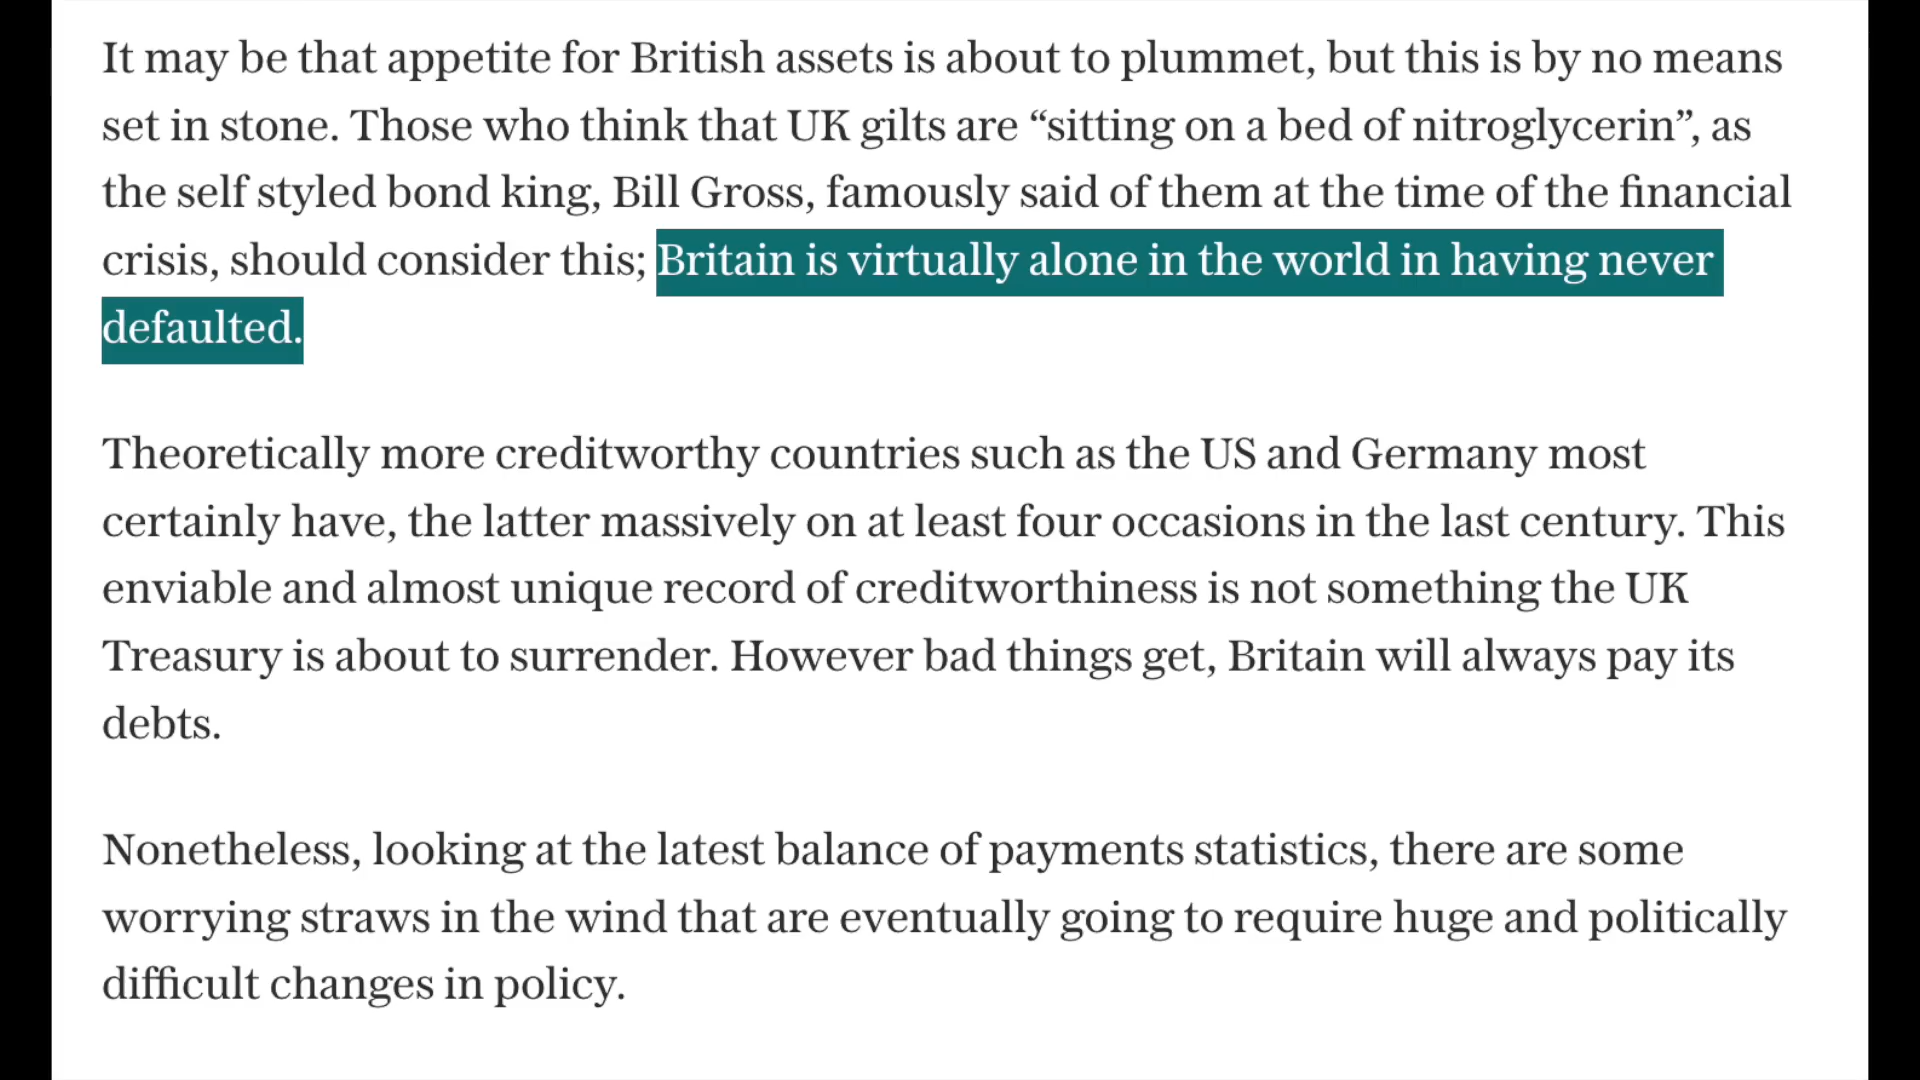 It may be that appetite for British assets is about to plummet, but this is by no means
set in stone. Those who think that UK gilts are “sitting on a bed of nitroglycerin”, as
the self styled bond king, Bill Gross, famously said of them at the time of the financial
crisis, should consider this; Britain is virtually alone in the world in having never
defaulted.
Theoretically more creditworthy countries such as the US and Germany most
certainly have, the latter massively on at least four occasions in the last century. This
enviable and almost unique record of creditworthiness is not something the UK
Treasury is about to surrender. However bad things get, Britain will always pay its
debts.
Nonetheless, looking at the latest balance of payments statistics, there are some
worrying straws in the wind that are eventually going to require huge and politically
difficult changes in policy.